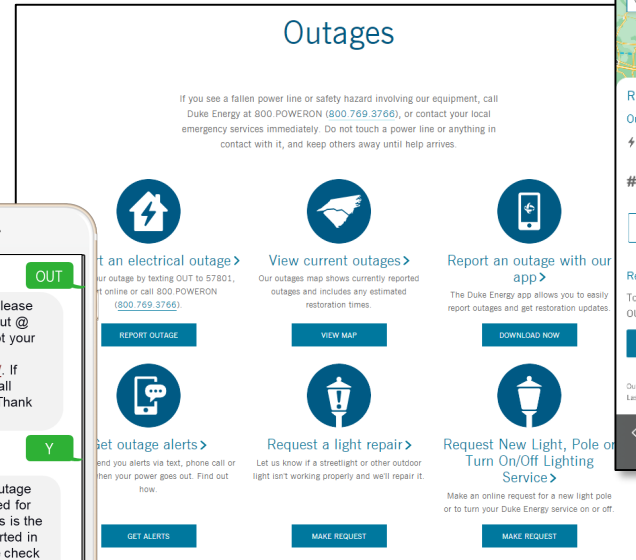 Outages
If you see a fallen power line or safety hazard involving our equipment, call
Duke Energy at 800.POWERON (800.769.3766), or contact your local
emergency services immediately. Do not touch a power line or anything in
contact with it, and keep others away until help arrives.
an electrical outage >
our outage by texting OUT to 57801,
online or call 800.POWERON
(800.769.3766).
REPORT OUTAGE
View current outages >
Our outages map shows currently reported
outages and includes any estimated
restoration times.
VIEW MAP
Report an outage with our
app >
The Duke Energy app allows you to easily
report outages and get restoration updates.
DOWNLOAD NOW
Get outage alerts >
end you alerts via text, phone call or
when your power goes out. Find out
how.
GET ALERTS
Request a light repair >
Let us know if a streetlight or other outdoor
light isn't working properly and we'll repair it.
MAKE REQUEST
Request New Light, Pole or
Turn On/Off Lighting
Service >
Make an online request for a new light pole
or to turn your Duke Energy service on or off.
MAKE REQUEST
OUT
lease
ut @
t your
. If
all
Thank
Y
utage
ed for
s is the
rted in
check
R
#